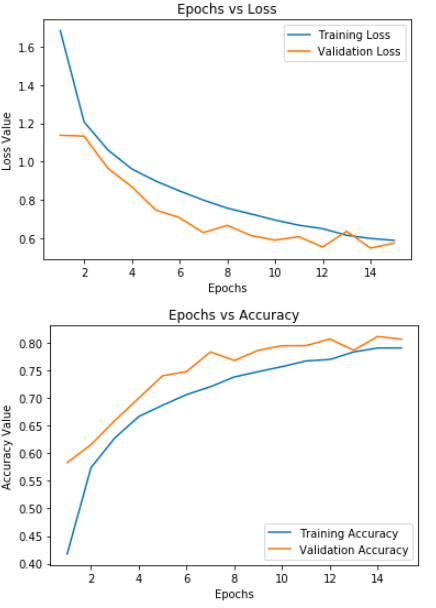 Epochs vs Loss
1.6
1.4
1.2
1.0
0.8
0.6
Loss Value
Training Loss
Validation Loss
2 4 6 8 10 12 14
Epochs
Epochs vs Accuracy
0.80
0.75
0.70
0.65
0.60
0.55
0.50
0.45
0.40
Accuracy Value
Training Accuracy
Validation Accuracy
2 4 6 8 10 12 14
Epochs